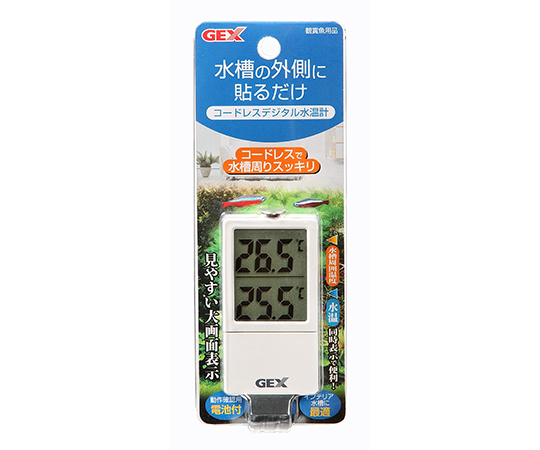 GEX
観賞魚用品
水槽の外側に
貼るだけ
コードレスデジタル水温計
コードレスで
水槽周りスッキリ
26.5℃
25.5℃
見やすい大画面表示
水槽周囲温度
水温
同時表示で便利!
GEX
動作確認用
電池付
インテリア
水槽に
最適